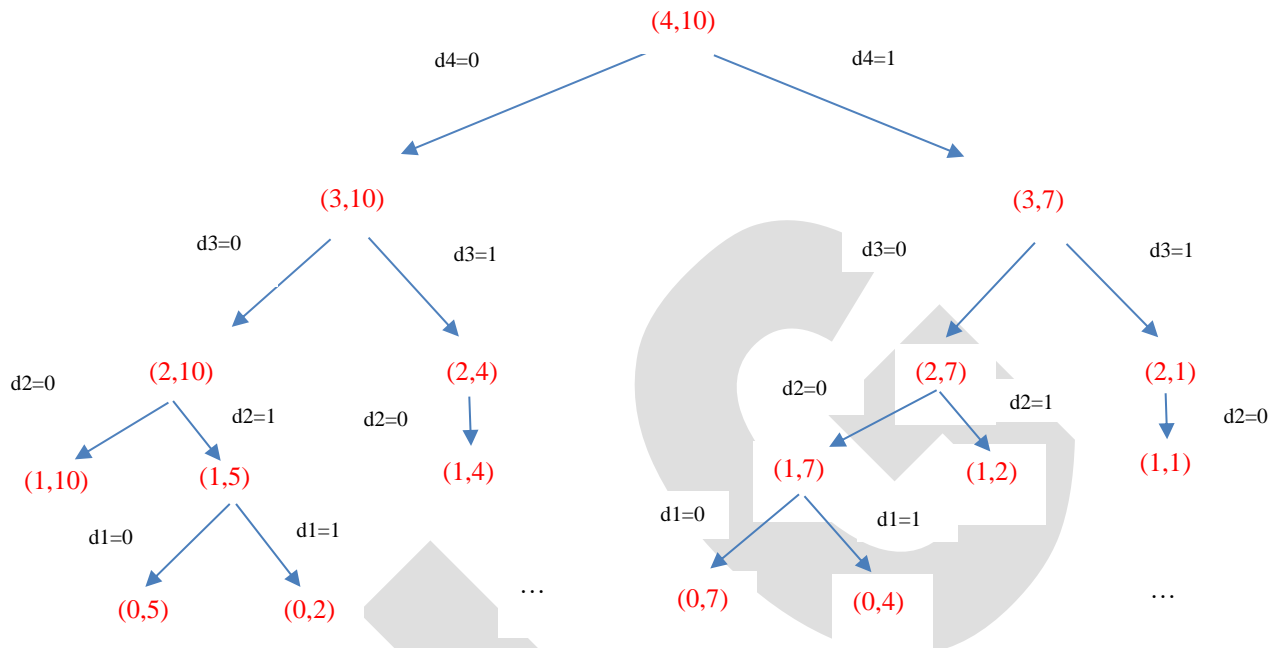 (4,10)
d4=0
d4=1
(3,10)
(3,7)
d3=0
d3=1
d3=0
d3=1
(2,10)
(2,4)
(2,7)
(2,1)
d2=0
d2=1
d2=0
d2=0
d2=1
d2=0
(1,10)
(1,5)
(1,4)
(1,7)
(1,2)
(1,1)
d1=0
d1=1
d1=0
d1=1
(0,5)
(0,2)
…
(0,7)
(0,4)
…